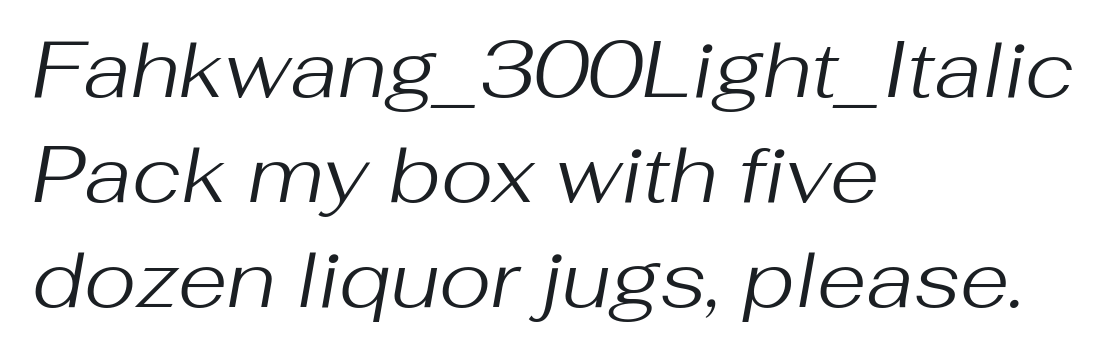 Fahkwang_300Light_Italic
Pack my box with five
dozen liquor jugs, please.